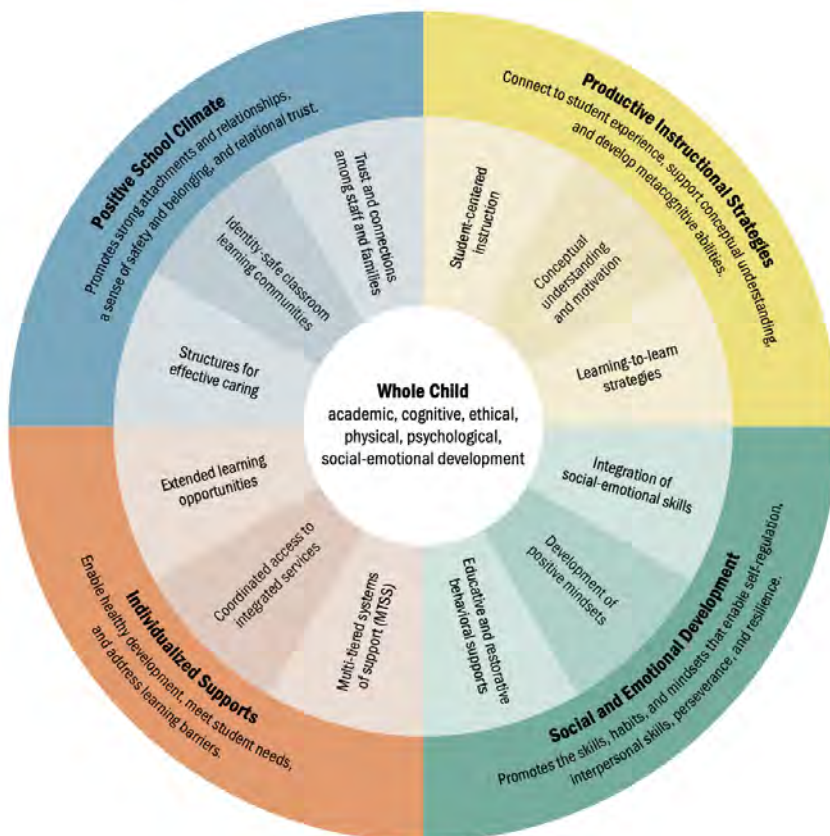 Positive School Climate
Promotes strong attachments and relationships,
a sense of safety and belonging, and relational trust.
Trust and connections
among staff and families
Identity-safe classroom
learning communities
Structures for
effective caring
Productive Instructional Strategies
Connect to student experience, support conceptual understanding,
and develop metacognitive abilities.
Student-centered
instruction
Conceptual
understanding
and motivation
Learning-to-learn
strategies
Whole Child
academic, cognitive, ethical,
physical, psychological,
social-emotional development
Extended learning
opportunities
Coordinated access to
integrated services
Multi-tiered systems
of support (MTSS)
Individualized Supports
Enable healthy development, meet student needs,
and address learning barriers.
Integration of
social-emotional skills
Development of
positive mindsets
Educative and restorative
behavioral supports
Social and Emotional Development
Promotes the skills, habits, and mindsets that enable self-regulation,
interpersonal skills, perseverance, and resilience.